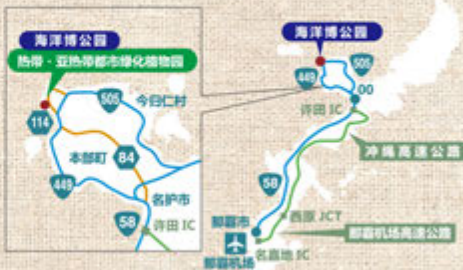 海洋博公园
热带·亚热带都市绿化植物园
505
今归仁村
114
本部町
84
449
名护市
58
许田 IC
海洋博公园
449
505
00
许田 IC
冲绳高速公路
58
西原 JCT
那霸市
那霸机场高速公路
名嘉地 IC
那霸机场